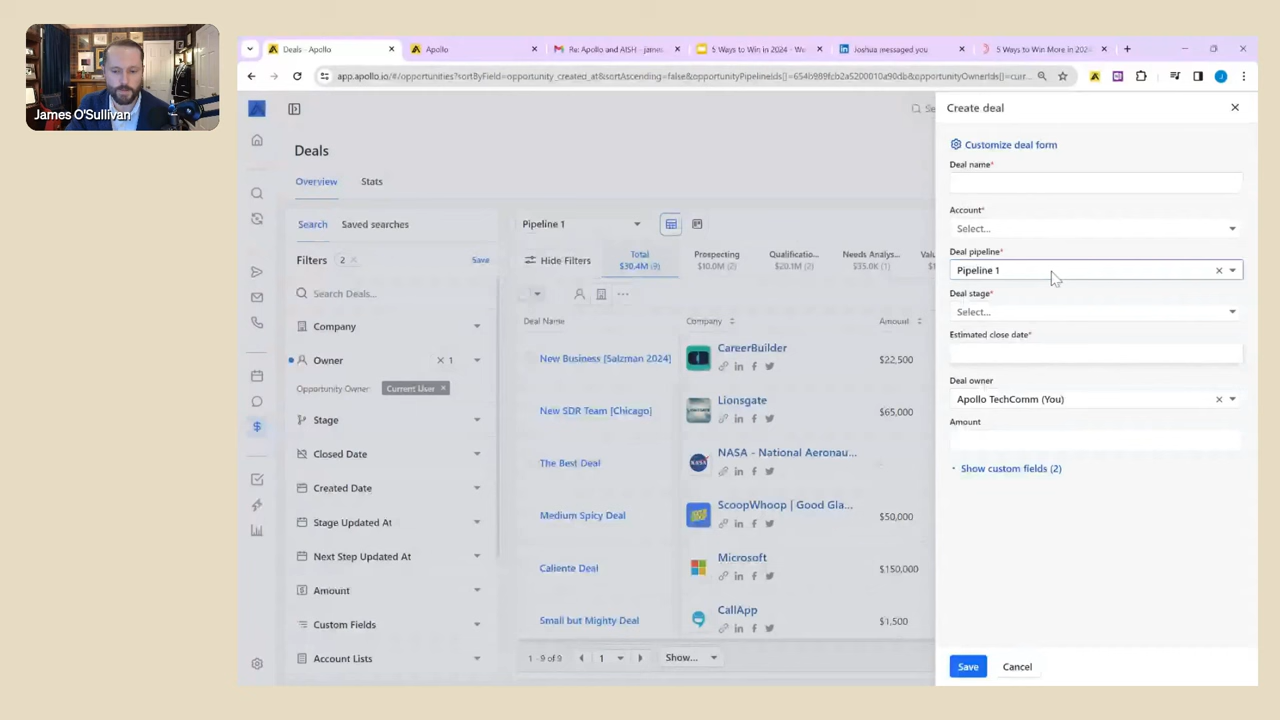 James O'Sullivan
Deals - Apollo
Apollo
Re: Apollo and AISH - james
5 Ways to Win in 2024 - We
Joshua messaged you
5 Ways to Win More in 202
app.apollo.io/#/opportunities?sortByField=opportunity_created_at&sortAscending=false&opportunityPipelineIds[]=654b989fcb2a5200010a90db&opportunityOwnerIds[]=curr...
Deals
Overview
Stats
Search
Saved searches
Filters
2
Save
Search Deals...
Company
Owner
1
Opportunity Owner
Current User
Stage
Closed Date
Created Date
Stage Updated At
Next Step Updated At
Amount
Custom Fields
Account Lists
Pipeline 1
Hide Filters
Total
$30.4M (9)
Prospecting
$10.0M (2)
Qualificatio...
$20.1M (2)
Needs Analys...
$35.0K (1)
Deal Name
Company
Amount
New Business [Salzman 2024]
CareerBuilder
$22,500
New SDR Team [Chicago]
Lionsgate
$65,000
The Best Deal
NASA - National Aeronau...
Medium Spicy Deal
ScoopWhoop | Good Gla...
$50,000
Caliente Deal
Microsoft
$150,000
Small but Mighty Deal
CallApp
$1,500
1 - 9 of 9
1
Show...
Create deal
Customize deal form
Deal name*
Account*
Select...
Deal pipeline*
Pipeline 1
Deal stage*
Select...
Estimated close date*
Deal owner
Apollo TechComm (You)
Amount
Show custom fields (2)
Save
Cancel